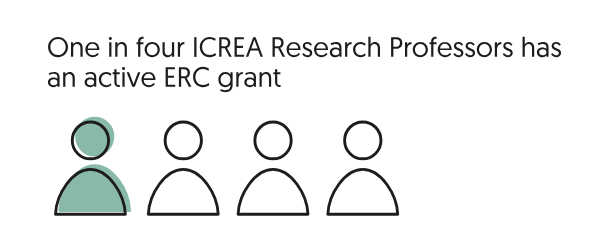 One in four ICREA Research Professors has
an active ERC grant